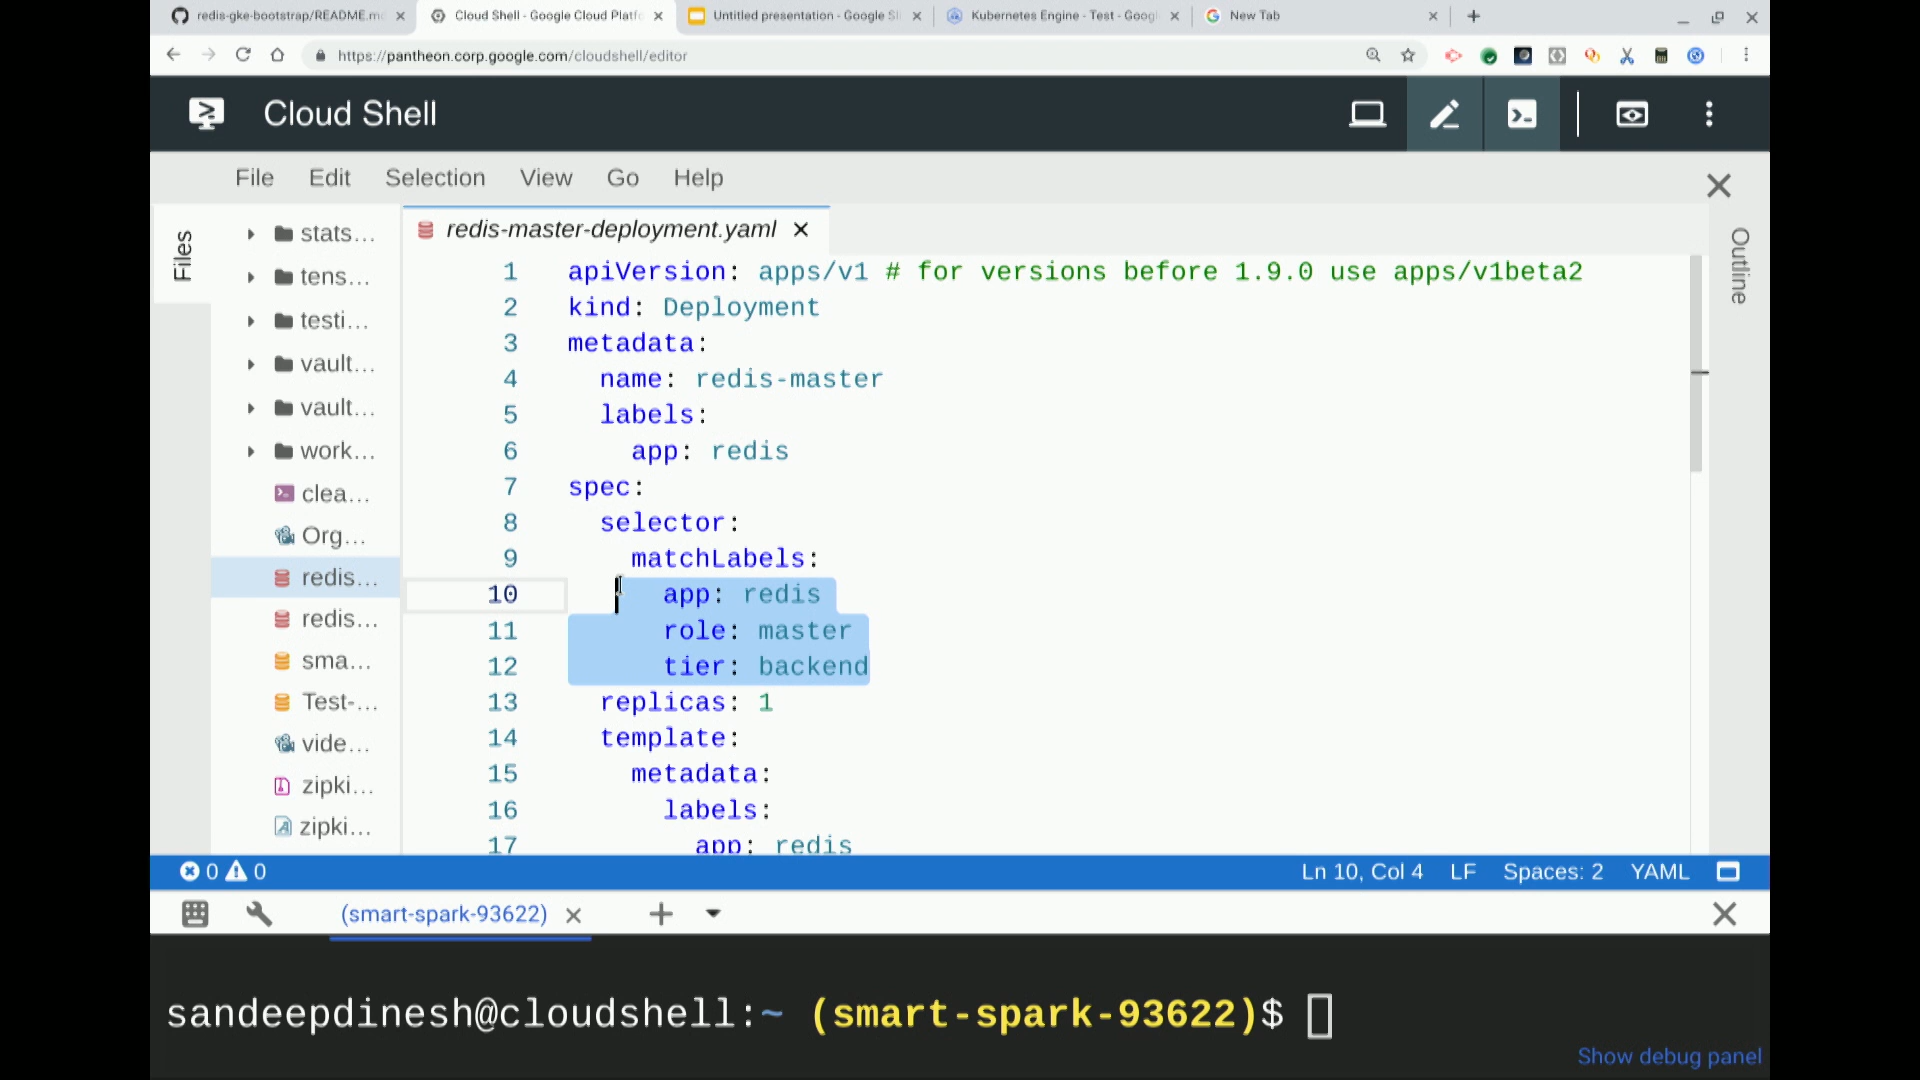 redis-gke-bootstrap/README.m
Cloud Shell - Google Cloud Platf
Untitled presentation - Google Sl
Kubernetes Engine - Test - Goog
New Tab
https://pantheon.corp.google.com/cloudshell/editor
Cloud Shell
File Edit Selection View Go Help
Files
stats...
tens...
testi...
vault...
vault...
work...
clea...
Org...
redis...
redis...
sma...
Test-...
vide...
zipki...
zipki...
redis-master-deployment.yaml
1 apiVersion: apps/v1 # for versions before 1.9.0 use apps/v1beta2
2 kind: Deployment
3 metadata:
4 name: redis-master
5 labels:
6 app: redis
7 spec:
8 selector:
9 matchLabels:
10 app: redis
11 role: master
12 tier: backend
13 replicas: 1
14 template:
15 metadata:
16 labels:
17 app: redis
Outline
0 0
Ln 10, Col 4 LF Spaces: 2 YAML
(smart-spark-93622)
sandeepdinesh@cloudshell:~ (smart-spark-93622)$
Show debug panel